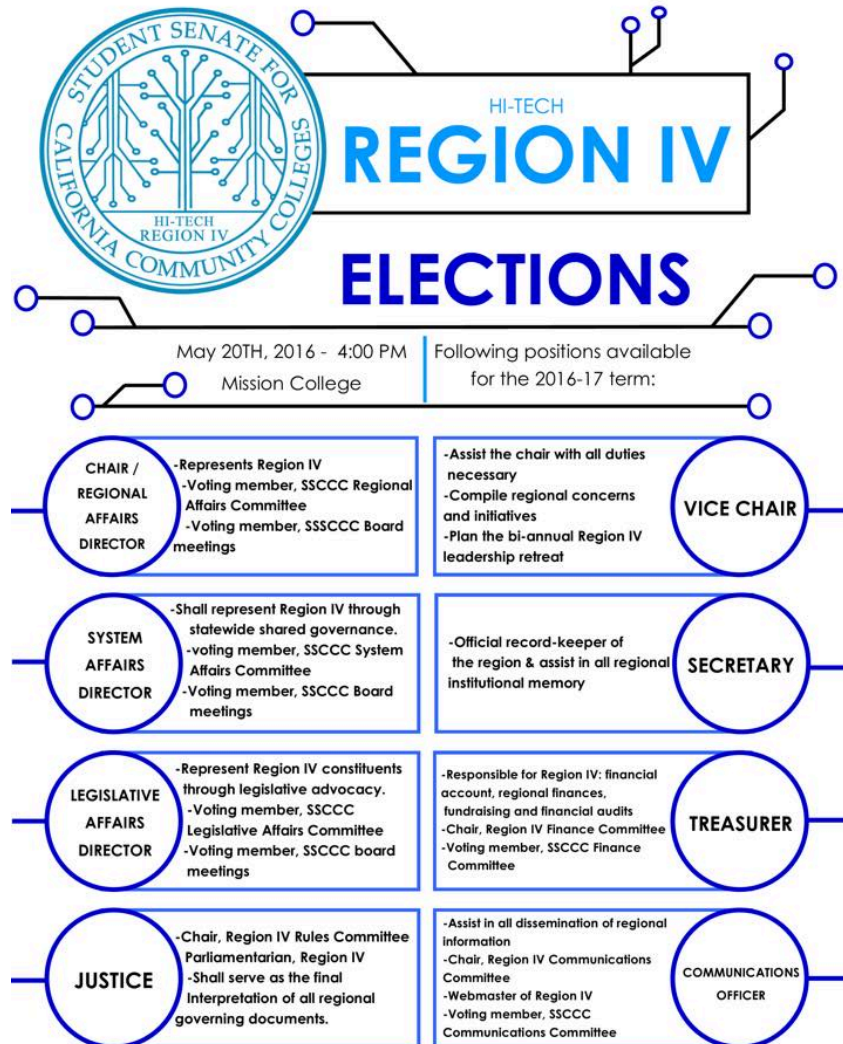 STUDENT SENATE FOR
CALIFORNIA COMMUNITY COLLEGES
HI-TECH
REGION IV
HI-TECH
REGION IV
ELECTIONS
May 20TH, 2016 - 4:00 PM
Mission College
Following positions available
for the 2016-17 term:
CHAIR /
REGIONAL
AFFAIRS
DIRECTOR
-Represents Region IV
-Voting member, SSCCC Regional
Affairs Committee
-Voting member, SSSCCC Board
meetings
-Assist the chair with all duties
necessary
-Compile regional concerns
and initiatives
-Plan the bi-annual Region IV
leadership retreat
VICE CHAIR
SYSTEM
AFFAIRS
DIRECTOR
-Shall represent Region IV through
statewide shared governance.
-voting member, SSCCC System
Affairs Committee
-Voting member, SSCCC Board
meetings
-Official record-keeper of
the region & assist in all regional
institutional memory
SECRETARY
LEGISLATIVE
AFFAIRS
DIRECTOR
-Represent Region IV constituents
through legislative advocacy.
-Voting member, SSCCC
Legislative Affairs Committee
-Voting member, SSCCC board
meetings
-Responsible for Region IV: financial
account, regional finances,
fundraising and financial audits
-Chair, Region IV Finance Committee
-Voting member, SSCCC Finance
Committee
TREASURER
JUSTICE
-Chair, Region IV Rules Committee
Parliamentarian, Region IV
-Shall serve as the final
Interpretation of all regional
governing documents.
-Assist in all dissemination of regional
information
-Chair, Region IV Communications
Committee
-Webmaster of Region IV
-Voting member, SSCCC
Communications Committee
COMMUNICATIONS
OFFICER